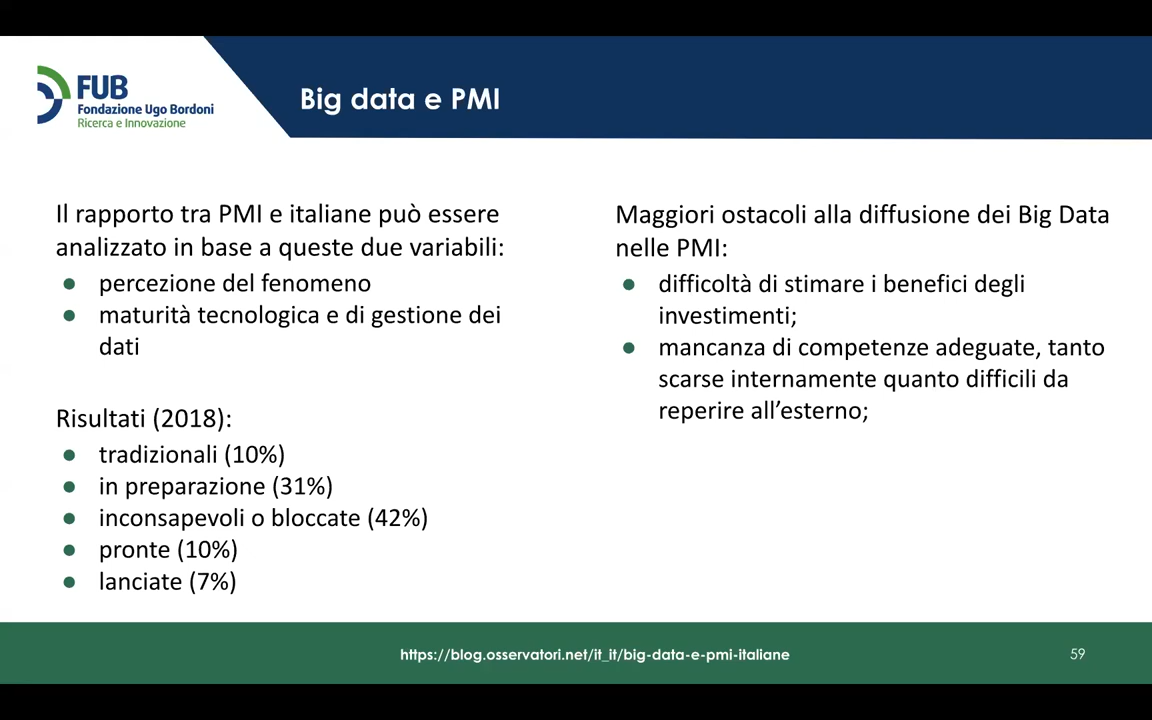 FUB
Fondazione Ugo Bordoni
Ricerca e Innovazione
Big data e PMI
Il rapporto tra PMI e italiane può essere
analizzato in base a queste due variabili:
● percezione del fenomeno
● maturità tecnologica e di gestione dei
dati
Risultati (2018):
● tradizionali (10%)
● in preparazione (31%)
● inconsapevoli o bloccate (42%)
● pronte (10%)
● lanciate (7%)
Maggiori ostacoli alla diffusione dei Big Data
nelle PMI:
● difficoltà di stimare i benefici degli
investimenti;
● mancanza di competenze adeguate, tanto
scarse internamente quanto difficili da
reperire all’esterno;
https://blog.osservatori.net/it_it/big-data-e-pmi-italiane
59